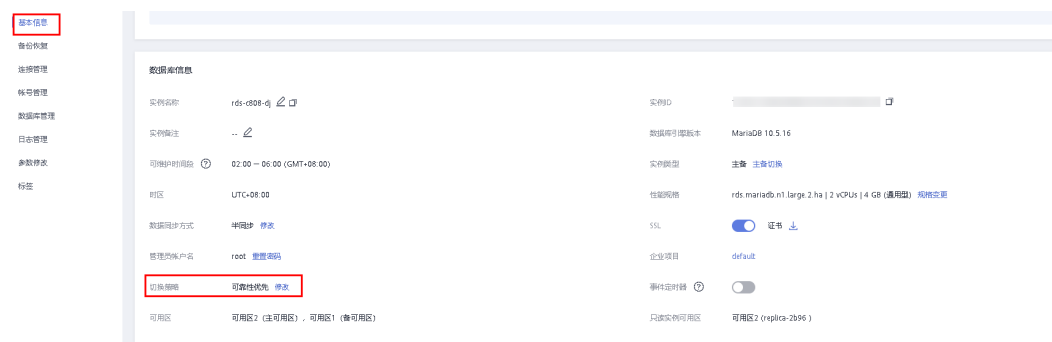 基本信息
备份恢复
连接管理
帐号管理
数据库管理
日志管理
参数修改
标签
数据库信息
实例名称 rds-c808-dj 实例ID
实例备注 -- 数据库引擎版本 MariaDB 10.5.16
可维护时间段 ? 02:00 — 06:00 (GMT+08:00) 实例类型 主备 主备切换
时区 UTC+08:00 性能规格 rds.mariadb.n1.large.2.ha | 2 vCPUs | 4 GB (通用型) 规格变更
数据同步方式 半同步 修改 SSL 证书
管理员帐户名 root 重置密码 企业项目 default
切换策略 可靠性优先 修改 事件定时器 ?
可用区 可用区2 (主可用区) , 可用区1 (备可用区) 只读实例可用区 可用区2 (replica-2b96 )